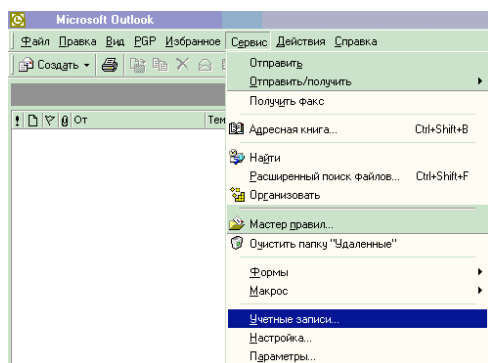 Microsoft Outlook
Файл Правка Вид PGP Избранное Сервис Действия Справка
Создать
Отправить
Отправить/получить
Получить факс
! От Тем
Адресная книга... Ctrl+Shift+B
Найти
Расширенный поиск файлов... Ctrl+Shift+F
Организовать
Мастер правил...
Очистить папку "Удаленные"
Формы
Макрос
Учетные записи...
Настройка...
Параметры...